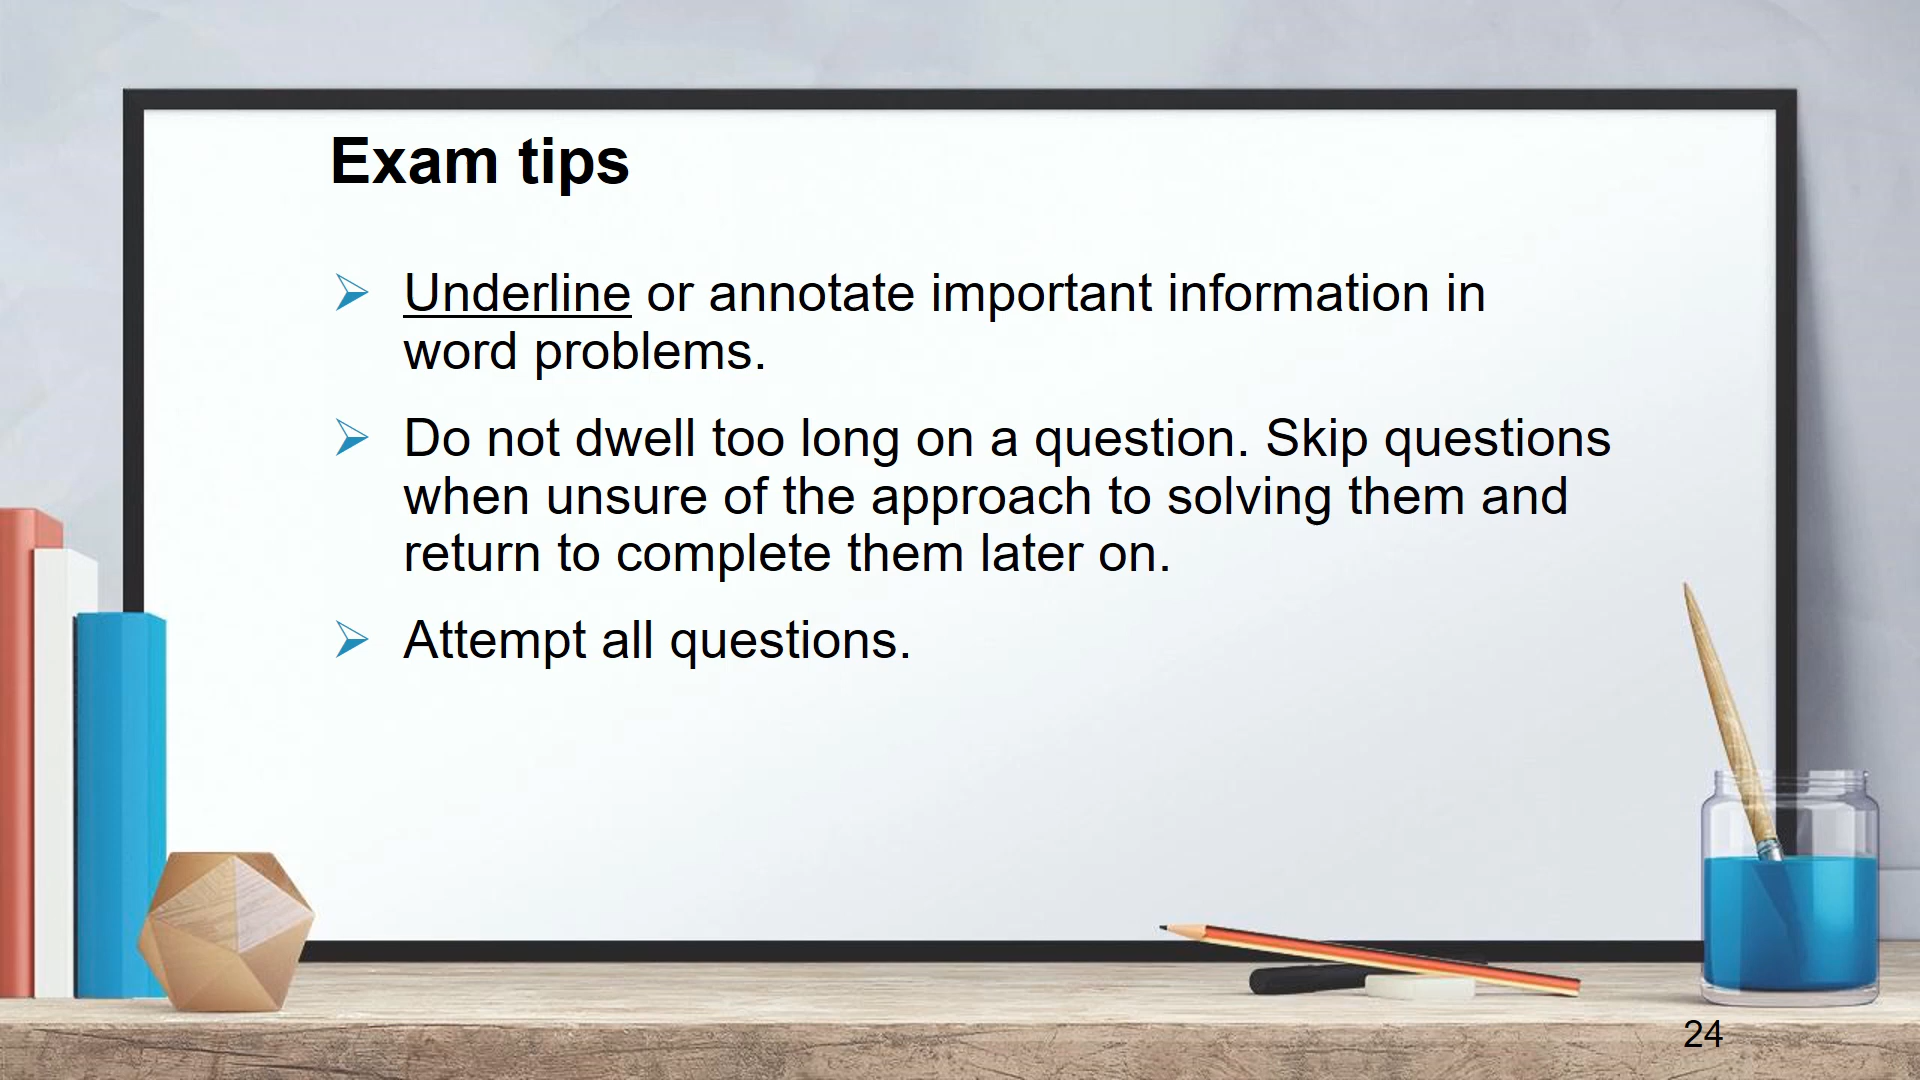 Exam tips
Underline or annotate important information in
word problems.
Do not dwell too long on a question. Skip questions
when unsure of the approach to solving them and
return to complete them later on.
Attempt all questions.
24